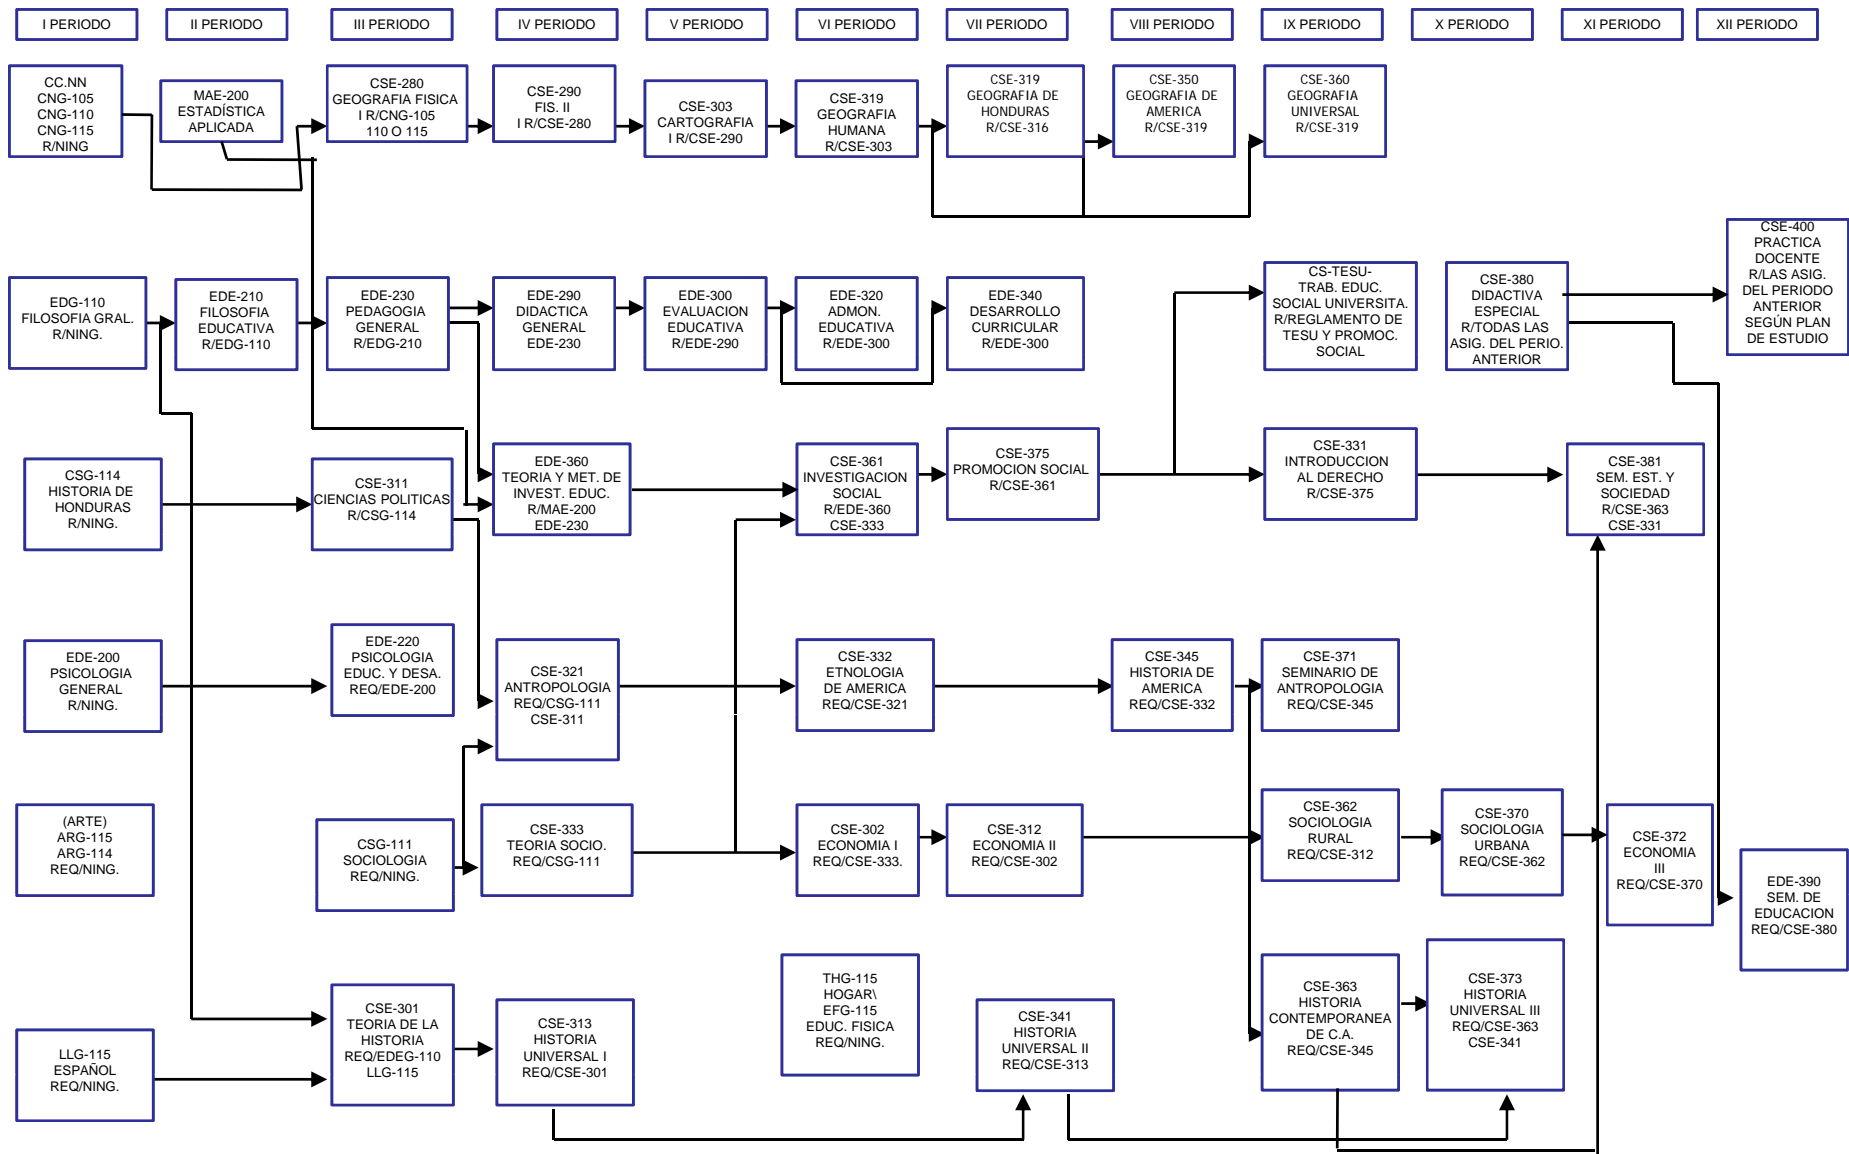 I PERIODO
II PERIODO
III PERIODO
IV PERIODO
V PERIODO
VI PERIODO
VII PERIODO
VIII PERIODO
IX PERIODO
X PERIODO
XI PERIODO
XII PERIODO
CC.NN
CNG-105
CNG-110
CNG-115
R/NING
MAE-200
ESTADÍSTICA
APLICADA
CSE-280
GEOGRAFIA FISICA
I R/CNG-105
110 O 115
CSE-290
FIS. II
I R/CSE-280
CSE-303
CARTOGRAFIA
I R/CSE-290
CSE-319
GEOGRAFIA
HUMANA
R/CSE-303
CSE-319
GEOGRAFIA DE
HONDURAS
R/CSE-316
CSE-350
GEOGRAFIA DE
AMERICA
R/CSE-319
CSE-360
GEOGRAFIA
UNIVERSAL
R/CSE-319
EDG-110
FILOSOFIA GRAL.
R/NING.
EDE-210
FILOSOFIA
EDUCATIVA
R/EDG-110
EDE-230
PEDAGOGIA
GENERAL
R/EDG-210
EDE-290
DIDACTICA
GENERAL
EDE-230
EDE-300
EVALUACION
EDUCATIVA
R/EDE-290
EDE-320
ADMON.
EDUCATIVA
R/EDE-300
EDE-340
DESARROLLO
CURRICULAR
R/EDE-300
CS-TESU-
TRAB. EDUC.
SOCIAL UNIVERSITA.
R/REGLAMENTO DE
TESU Y PROMOC.
SOCIAL
CSE-380
DIDACTIVA
ESPECIAL
R/TODAS LAS
ASIG. DEL PERIO.
ANTERIOR
CSE-400
PRACTICA
DOCENTE
R/LAS ASIG.
DEL PERIODO
ANTERIOR
SEGÚN PLAN
DE ESTUDIO
CSG-114
HISTORIA DE
HONDURAS
R/NING.
CSE-311
CIENCIAS POLITICAS
R/CSG-114
EDE-360
TEORIA Y MET. DE
INVEST. EDUC.
R/MAE-200
EDE-230
CSE-361
INVESTIGACION
SOCIAL
R/EDE-360
CSE-333
CSE-375
PROMOCION SOCIAL
R/CSE-361
CSE-331
INTRODUCCION
AL DERECHO
R/CSE-375
CSE-381
SEM. EST. Y
SOCIEDAD
R/CSE-363
CSE-331
EDE-200
PSICOLOGIA
GENERAL
R/NING.
EDE-220
PSICOLOGIA
EDUC. Y DESA.
REQ/EDE-200
CSE-321
ANTROPOLOGIA
REQ/CSG-111
CSE-311
CSE-332
ETNOLOGIA
DE AMERICA
REQ/CSE-321
CSE-345
HISTORIA DE
AMERICA
REQ/CSE-332
CSE-371
SEMINARIO DE
ANTROPOLOGIA
REQ/CSE-345
(ARTE)
ARG-115
ARG-114
REQ/NING.
CSG-111
SOCIOLOGIA
REQ/NING.
CSE-333
TEORIA SOCIO.
REQ/CSG-111
CSE-302
ECONOMIA I
REQ/CSE-333.
CSE-312
ECONOMIA II
REQ/CSE-302
CSE-362
SOCIOLOGIA
RURAL
REQ/CSE-312
CSE-370
SOCIOLOGIA
URBANA
REQ/CSE-362
CSE-372
ECONOMIA
III
REQ/CSE-370
EDE-390
SEM. DE
EDUCACION
REQ/CSE-380
LLG-115
ESPAÑOL
REQ/NING.
CSE-301
TEORIA DE LA
HISTORIA
REQ/EDEG-110
LLG-115
CSE-313
HISTORIA
UNIVERSAL I
REQ/CSE-301
THG-115
HOGAR\
EFG-115
EDUC. FISICA
REQ/NING.
CSE-341
HISTORIA
UNIVERSAL II
REQ/CSE-313
CSE-363
HISTORIA
CONTEMPORANEA
DE C.A.
REQ/CSE-345
CSE-373
HISTORIA
UNIVERSAL III
REQ/CSE-363
CSE-341